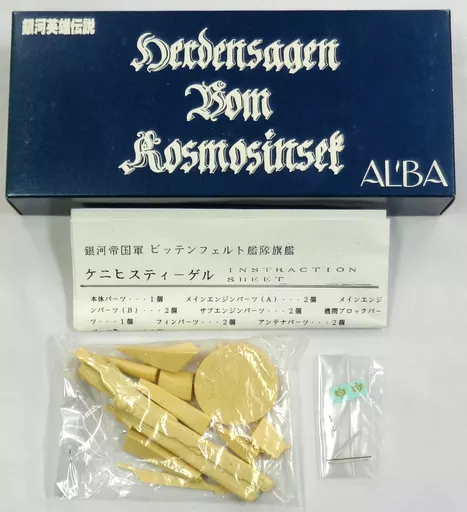 銀河英雄伝説
Herdensagen
Vom
Kosmosinsek
AL'BA
銀河帝国軍 ビッテンフェルト艦隊旗艦
ケニヒスティーゲル INSTRACTION SHEET
本体パーツ・・・1個 メインエンジンパーツ(A)・・・2個 メインエンジ
ンパーツ(B)・・2個 サブエンジンパーツ・・2個 機関ブロックパー
ツ・・・1個 フィンパーツ・・2個 アンテナパーツ・・2個